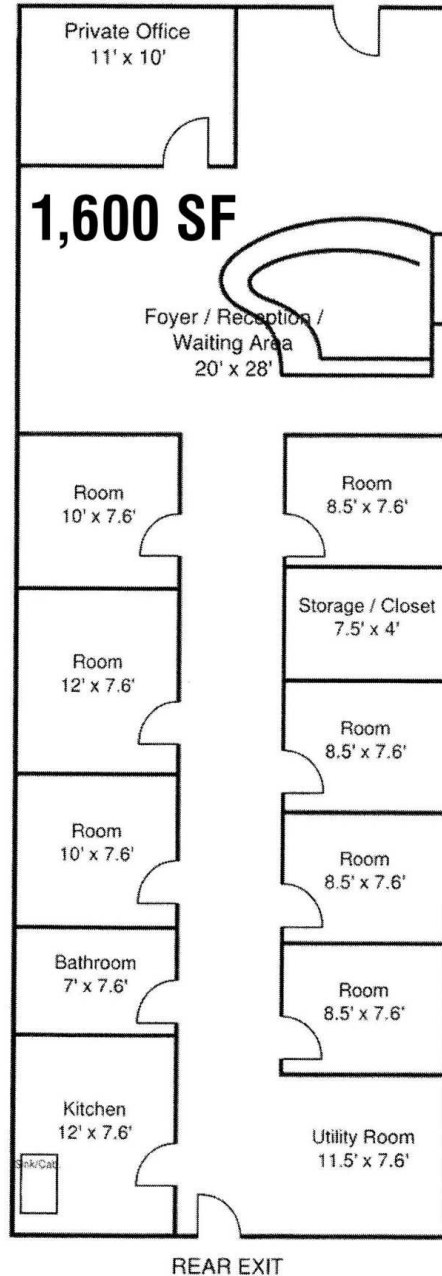 Private Office
11' x 10'
1,600 SF
Foyer / Reception /
Waiting Area
20' x 28'
Room
10' x 7.6'
Room
8.5' x 7.6'
Storage / Closet
7.5' x 4'
Room
12' x 7.6'
Room
8.5' x 7.6'
Room
10' x 7.6'
Room
8.5' x 7.6'
Bathroom
7' x 7.6'
Room
8.5' x 7.6'
Kitchen
12' x 7.6'
Sink/Cab.
Utility Room
11.5' x 7.6'
REAR EXIT